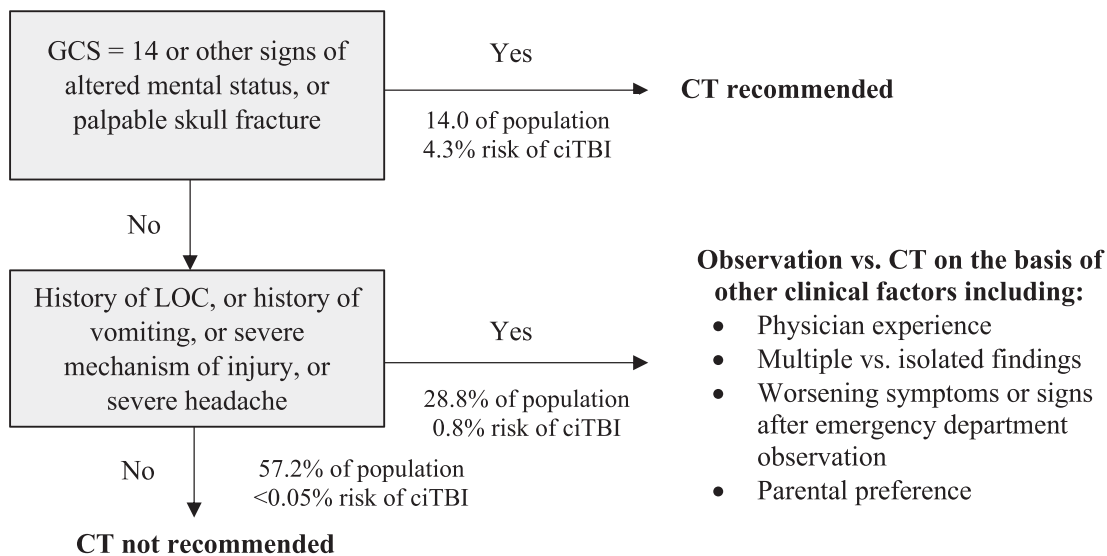 GCS = 14 or other signs of
altered mental status, or
palpable skull fracture
Yes
14.0 of population
4.3% risk of ciTBI
CT recommended
No
History of LOC, or history of
vomiting, or severe
mechanism of injury, or
severe headache
Yes
28.8% of population
0.8% risk of ciTBI
Observation vs. CT on the basis of
other clinical factors including:
• Physician experience
• Multiple vs. isolated findings
• Worsening symptoms or signs
after emergency department
observation
• Parental preference
No
57.2% of population
<0.05% risk of ciTBI
CT not recommended